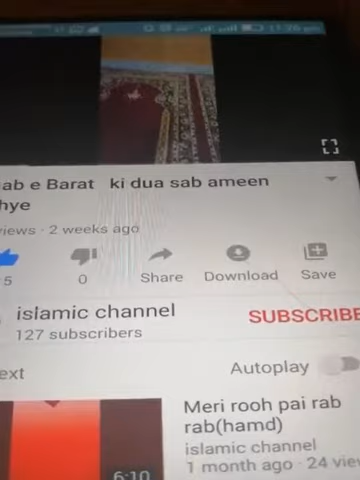 ab e Barat ki dua sab ameen
hye
views · 2 weeks ago
5
0
Share
Download
Save
islamic channel
127 subscribers
SUBSCRIBE
ext
Autoplay
Meri rooh pai rab
rab(hamd)
islamic channel
1 month ago · 24 vie
6:10